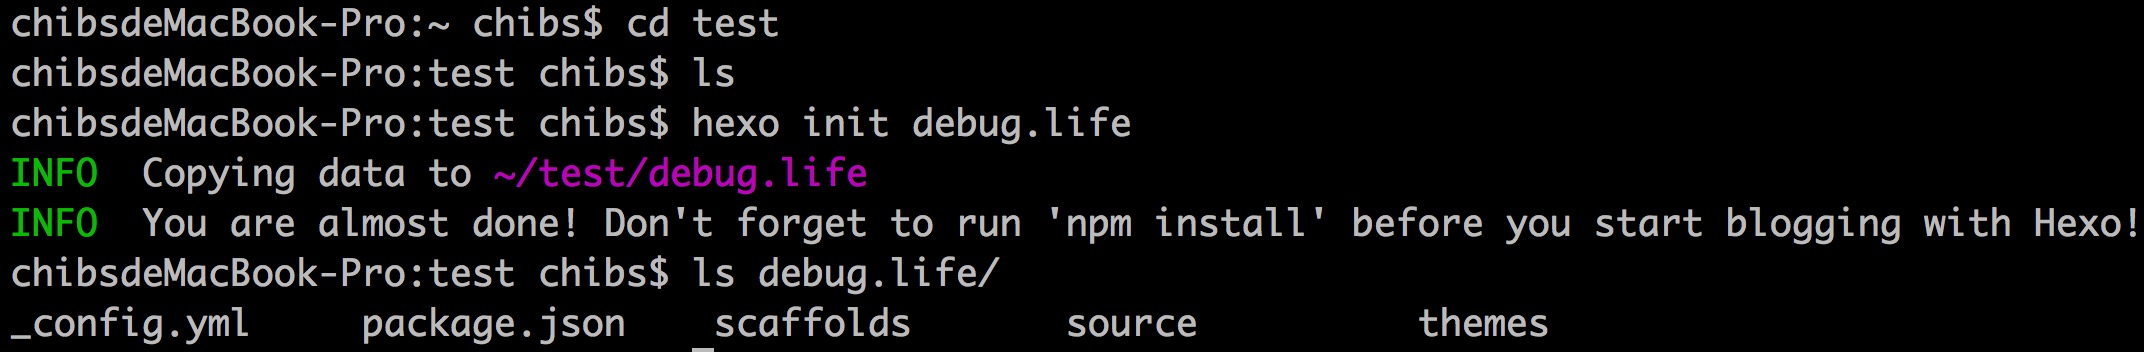 chibsdeMacBook-Pro:~ chibs$ cd test
chibsdeMacBook-Pro:test chibs$ ls
chibsdeMacBook-Pro:test chibs$ hexo init debug.life
INFO  Copying data to ~/test/debug.life
INFO  You are almost done! Don't forget to run 'npm install' before you start blogging with Hexo!
chibsdeMacBook-Pro:test chibs$ ls debug.life/
_config.yml     package.json    scaffolds       source          themes